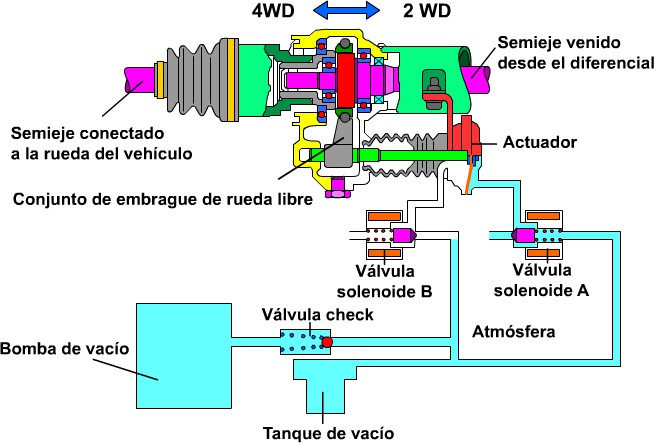 4WD
2 WD
Semieje venido
desde el diferencial
Semieje conectado
a la rueda del vehículo
Actuador
Conjunto de embrague de rueda libre
Válvula
solenoide B
Válvula
solenoide A
Válvula check
Atmósfera
Bomba de vacío
Tanque de vacío